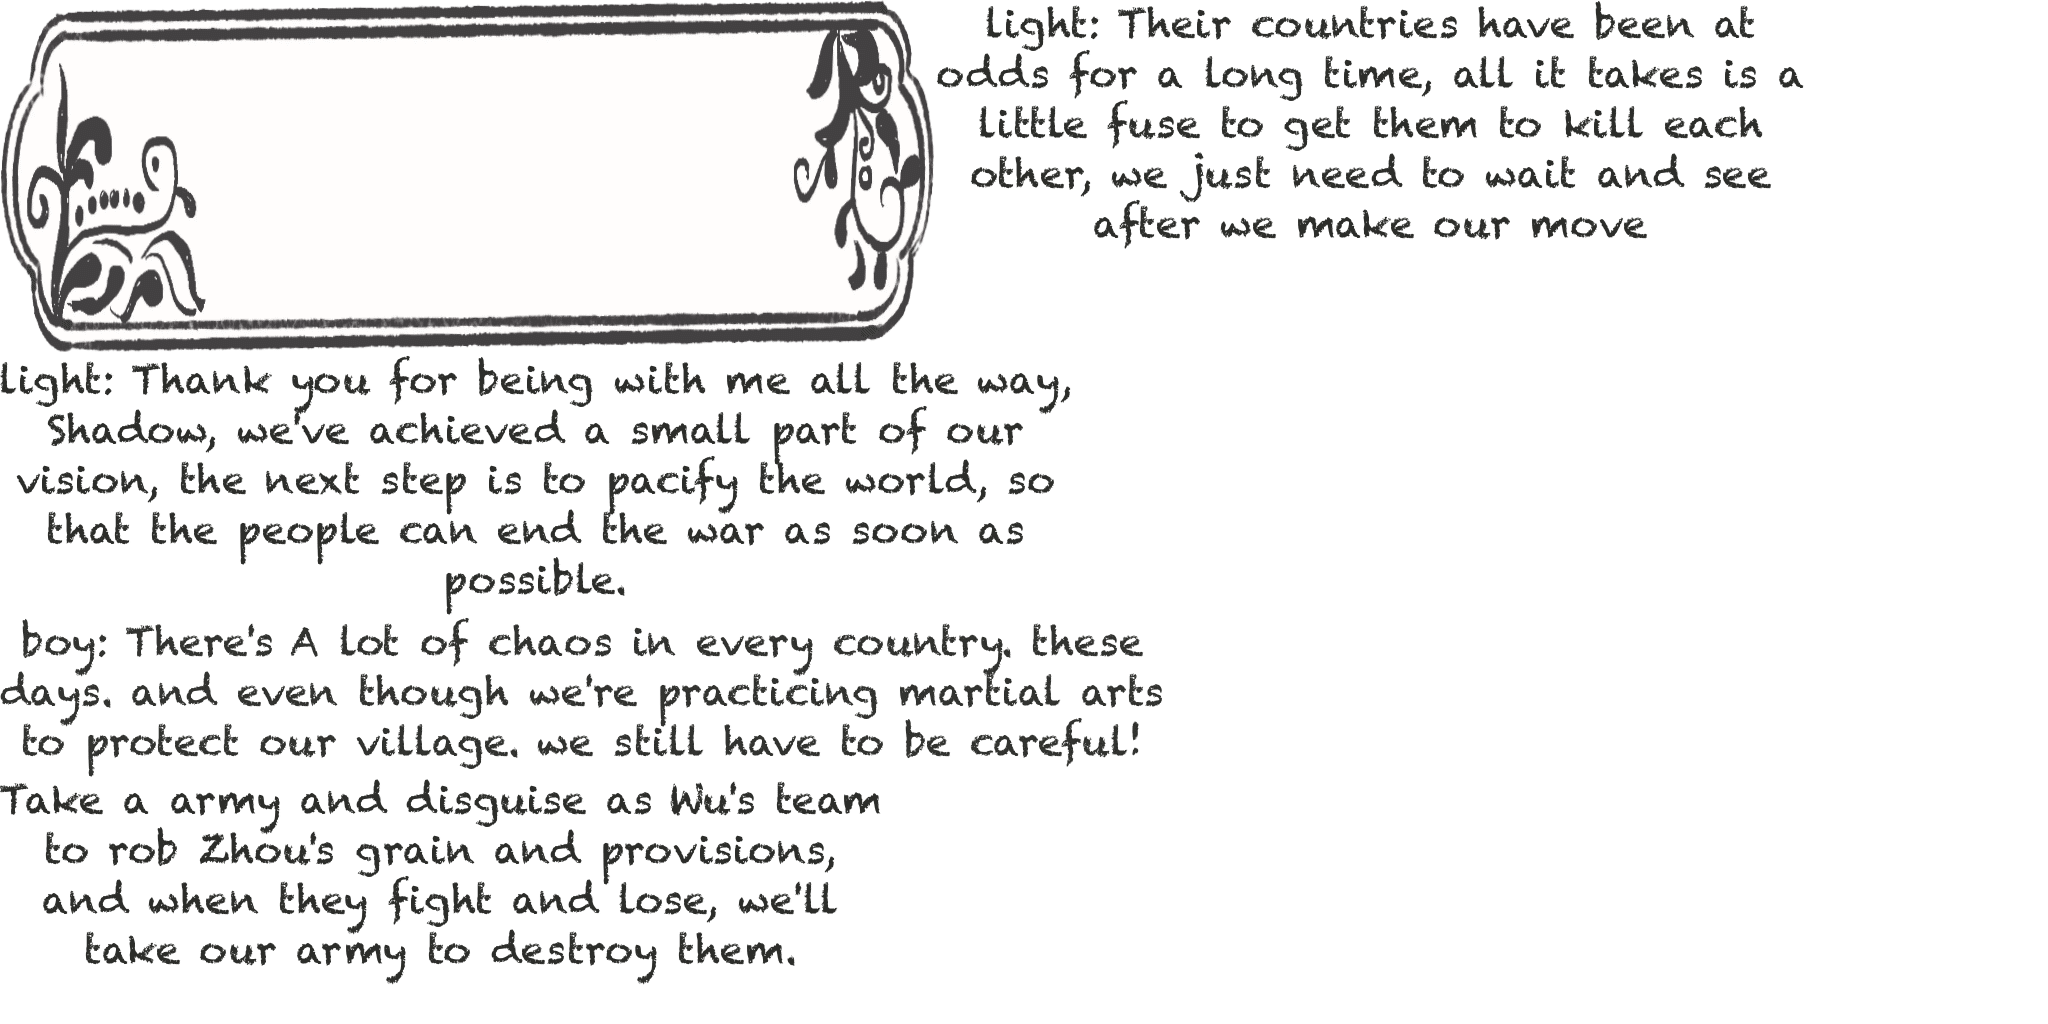 light: Their countries have been at
odds for a long time, all it takes is a
little fuse to get them to kill each
other, we just need to wait and see
after we make our move
light: Thank you for being with me all the way,
Shadow, we've achieved a small part of our
vision, the next step is to pacify the world, so
that the people can end the war as soon as
possible.
boy: There's A lot of chaos in every country. these
days. and even though we're practicing martial arts
to protect our village. we still have to be careful!
Take a army and disguise as Wu's team
to rob Zhou's grain and provisions,
and when they fight and lose, we'll
take our army to destroy them.